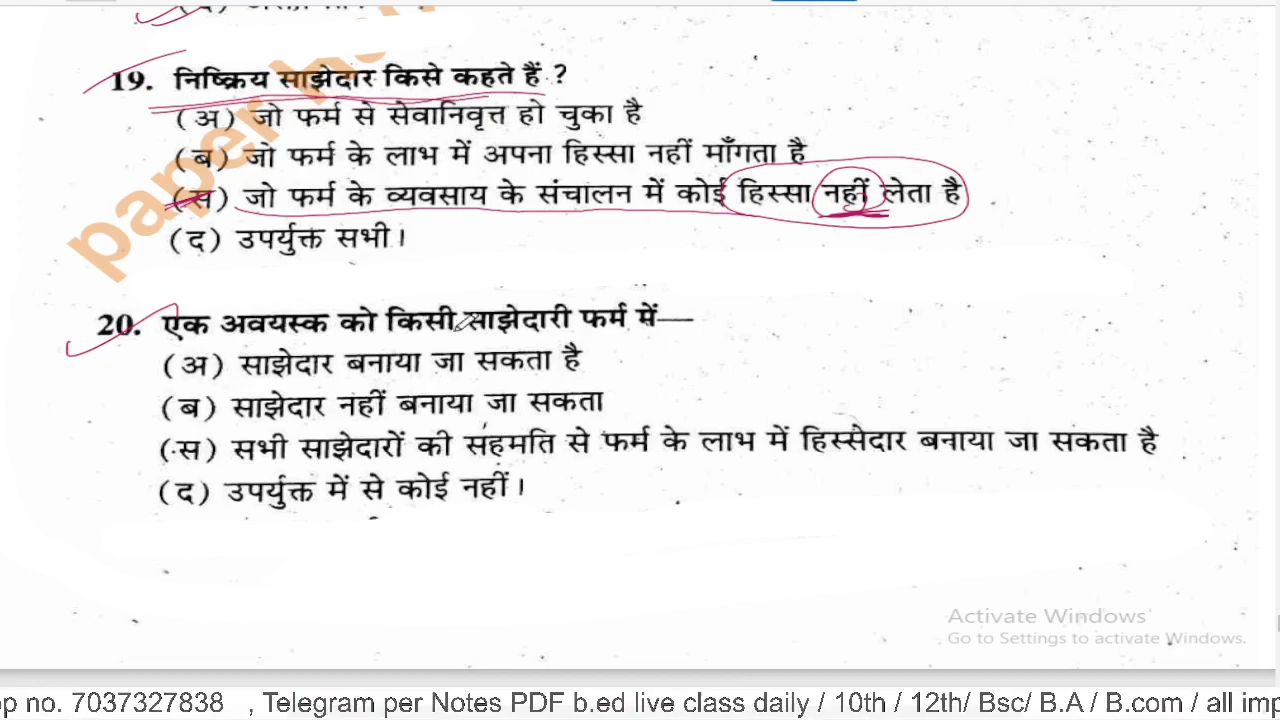 19. निष्क्रिय साझेदार किसे कहते हैं ?
(अ) जो फर्म से सेवानिवृत्त हो चुका है
(ब) जो फर्म के लाभ में अपना हिस्सा नहीं माँगता है
(स) जो फर्म के व्यवसाय के संचालन में कोई हिस्सा नहीं लेता है
(द) उपर्युक्त सभी।
20. एक अवयस्क को किसी साझेदारी फर्म में—
(अ) साझेदार बनाया जा सकता है
(ब) साझेदार नहीं बनाया जा सकता
(स) सभी साझेदारों की सहमति से फर्म के लाभ में हिस्सेदार बनाया जा सकता है
(द) उपर्युक्त में से कोई नहीं।
paper
Activate Windows
Go to Settings to activate Windows.
p no. 7037327838 , Telegram per Notes PDF b.ed live class daily / 10th / 12th/ Bsc/ B.A / B.com / all imp